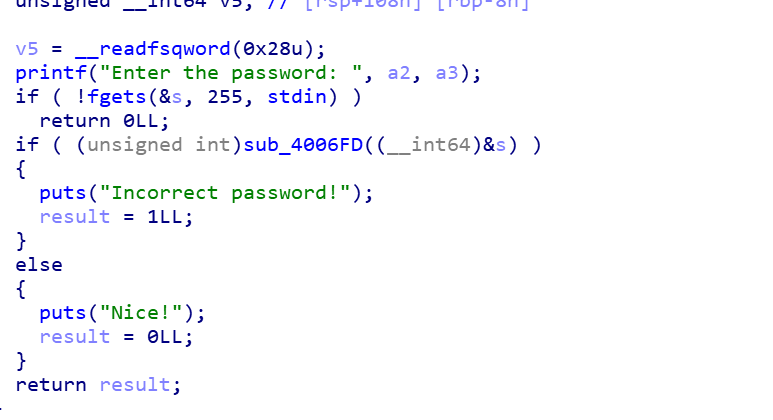 unsigned __int64 v5; // [rsp+108h] [rbp-8h]
v5 = __readfsqword(0x28u);
printf("Enter the password: ", a2, a3);
if ( !fgets(&s, 255, stdin) )
return 0LL;
if ( (unsigned int)sub_4006FD((__int64)&s) )
{
puts("Incorrect password!");
result = 1LL;
}
else
{
puts("Nice!");
result = 0LL;
}
return result;